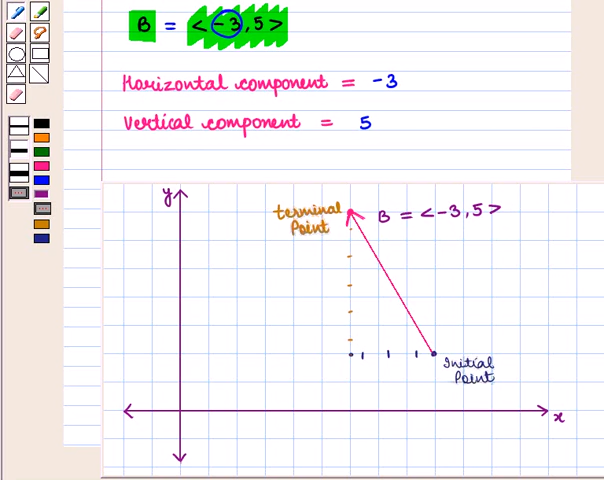 B = < -3, 5 >
Horizontal component = -3
Vertical component = 5
y
terminal
Point
B = < -3, 5 >
Initial
Point
x